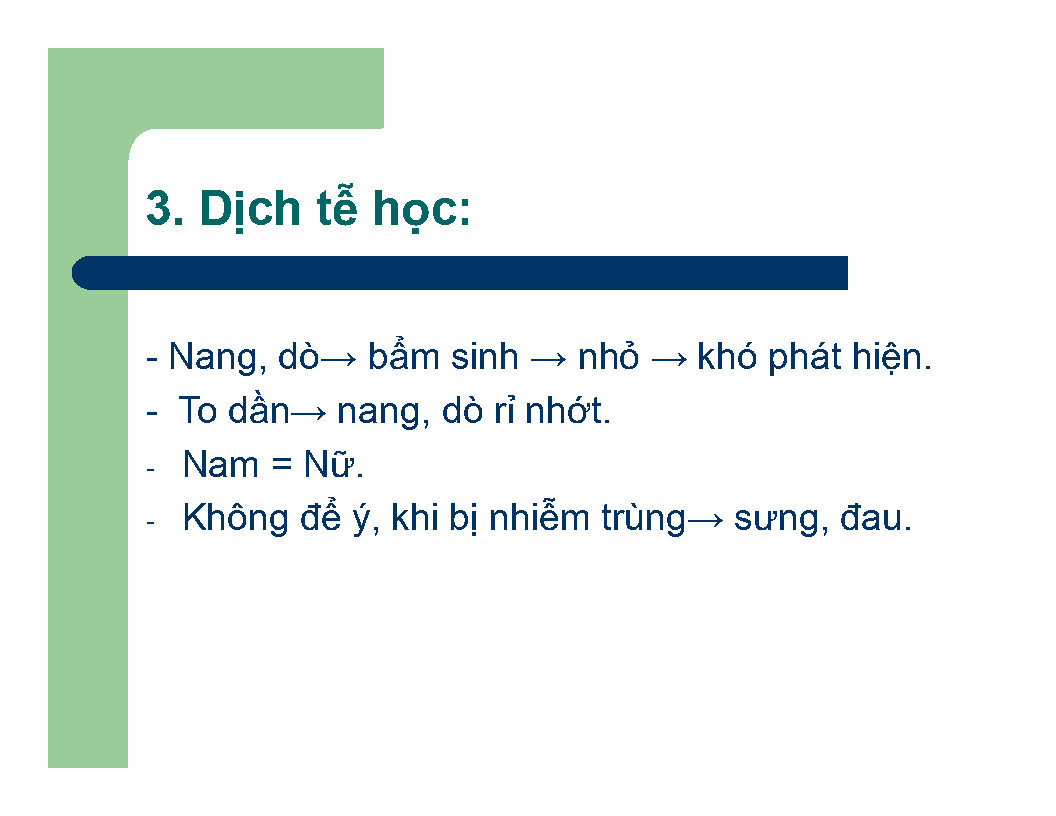 3. Dịch tễ học:
- Nang, dò→ bẩm sinh → nhỏ → khó phát hiện.
- To dần→ nang, dò rỉ nhớt.
- Nam = Nữ.
- Không để ý, khi bị nhiễm trùng→ sưng, đau.